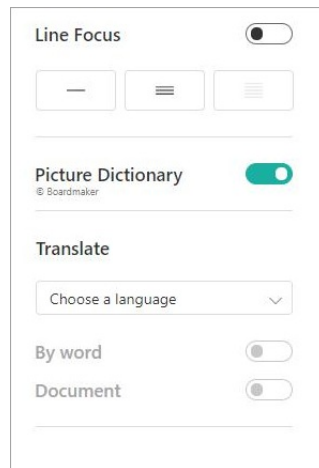 Line Focus
Picture Dictionary
© Boardmaker
Translate
Choose a language
By word
Document